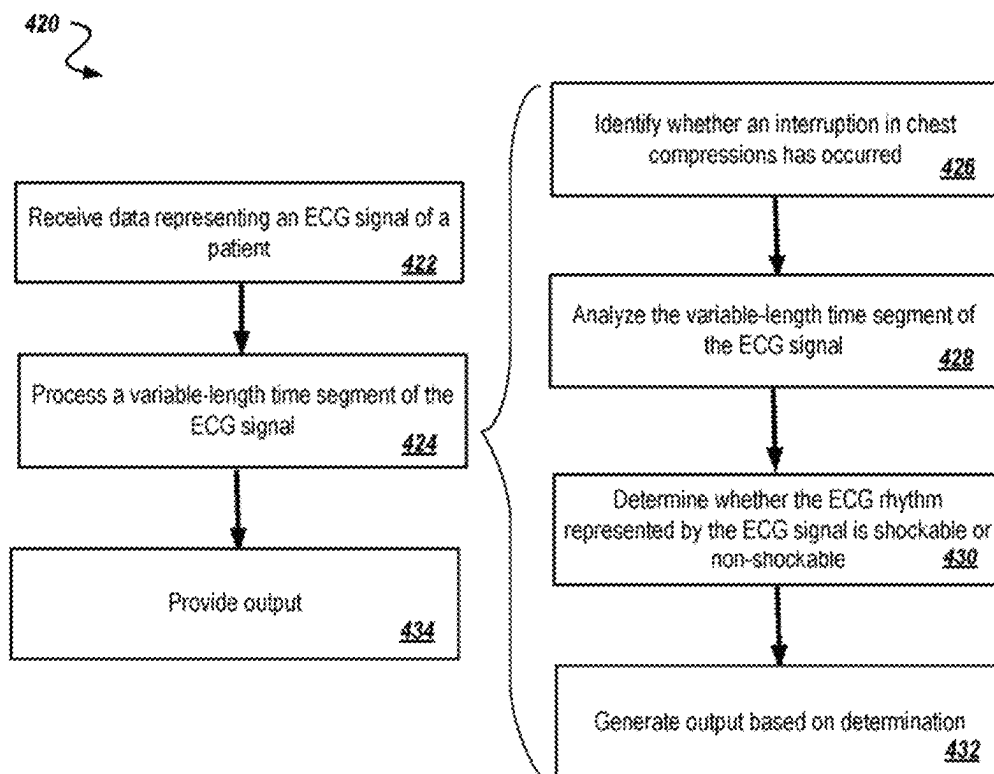 420
Receive data representing an ECG signal of a
patient
422
Process a variable-length time segment of the
ECG signal
424
Provide output
434
Identify whether an interruption in chest
compressions has occurred
426
Analyze the variable-length time segment of
the ECG signal
428
Determine whether the ECG rhythm
represented by the ECG signal is shockable or
non-shockable
430
Generate output based on determination
432